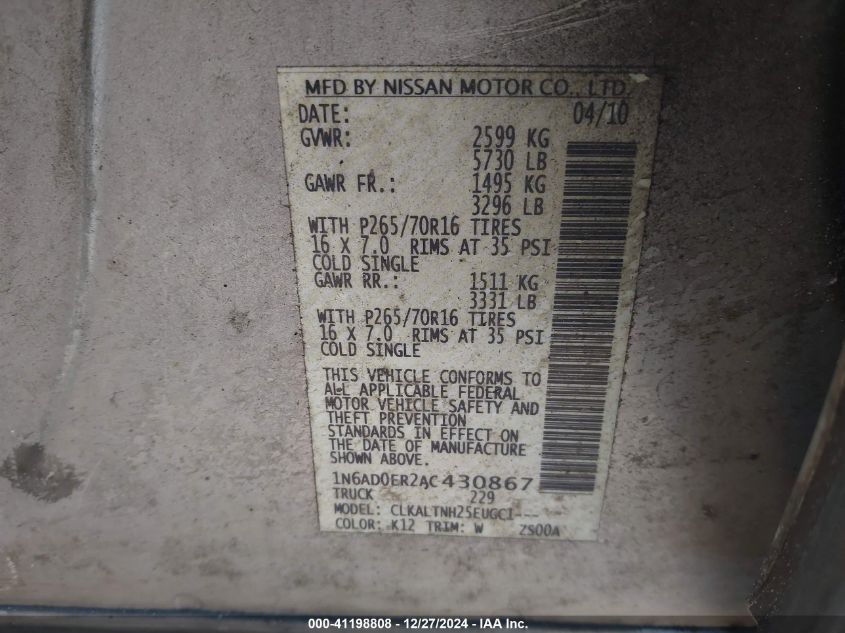 MFD BY NISSAN MOTOR CO., LTD.
DATE: 04/10
GVWR: 2599 KG
5730 LB
GAWR FR.: 1495 KG
3296 LB
WITH P265/70R16 TIRES
16 X 7.0 RIMS AT 35 PSI
COLD SINGLE
GAWR RR.: 1511 KG
3331 LB
WITH P265/70R16 TIRES
16 X 7.0 RIMS AT 35 PSI
COLD SINGLE
THIS VEHICLE CONFORMS TO
ALL APPLICABLE FEDERAL
MOTOR VEHICLE SAFETY AND
THEFT PREVENTION
STANDARDS IN EFFECT ON
THE DATE OF MANUFACTURE
SHOWN ABOVE.
1N6AD0ER2AC430867
TRUCK 229
MODEL: CLKALTNH25EUGCI---
COLOR: K12 TRIM: W ZS00A
000-41198808 - 12/27/2024 - IAA Inc.